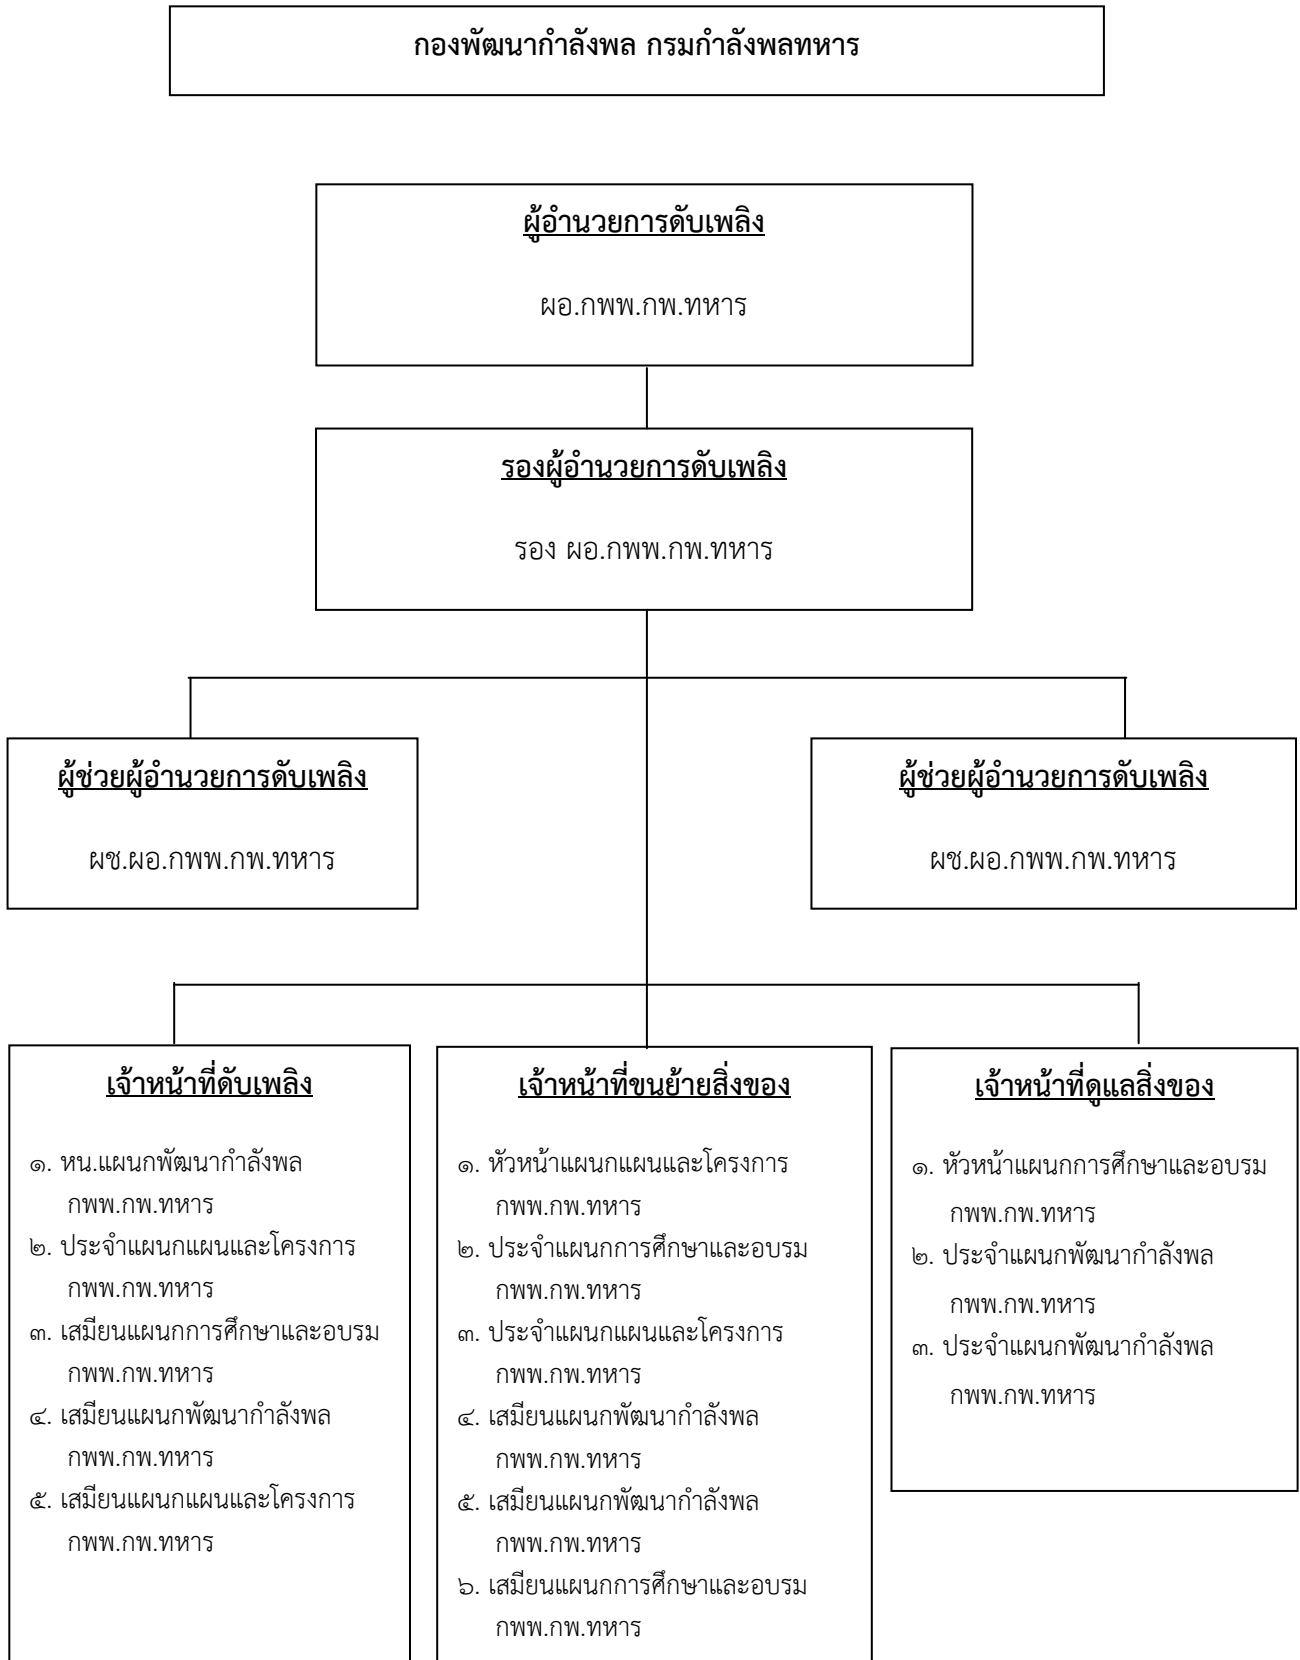 กองพัฒนากำลังพล กรมกำลังพลทหาร
ผู้อำนวยการดับเพลิง
ผอ.กพพ.กพ.ทหาร
รองผู้อำนวยการดับเพลิง
รอง ผอ.กพพ.กพ.ทหาร
ผู้ช่วยผู้อำนวยการดับเพลิง
ผช.ผอ.กพพ.กพ.ทหาร
ผู้ช่วยผู้อำนวยการดับเพลิง
ผช.ผอ.กพพ.กพ.ทหาร
เจ้าหน้าที่ดับเพลิง
๑. หน.แผนกพัฒนากำลังพล
กพพ.กพ.ทหาร
๒. ประจำแผนกแผนและโครงการ
กพพ.กพ.ทหาร
๓. เสมียนแผนกการศึกษาและอบรม
กพพ.กพ.ทหาร
๔. เสมียนแผนกพัฒนากำลังพล
กพพ.กพ.ทหาร
๕. เสมียนแผนกแผนและโครงการ
กพพ.กพ.ทหาร
เจ้าหน้าที่ขนย้ายสิ่งของ
๑. หัวหน้าแผนกแผนและโครงการ
กพพ.กพ.ทหาร
๒. ประจำแผนกการศึกษาและอบรม
กพพ.กพ.ทหาร
๓. ประจำแผนกแผนและโครงการ
กพพ.กพ.ทหาร
๔. เสมียนแผนกพัฒนากำลังพล
กพพ.กพ.ทหาร
๕. เสมียนแผนกพัฒนากำลังพล
กพพ.กพ.ทหาร
๖. เสมียนแผนกการศึกษาและอบรม
กพพ.กพ.ทหาร
เจ้าหน้าที่ดูแลสิ่งของ
๑. หัวหน้าแผนกการศึกษาและอบรม
กพพ.กพ.ทหาร
๒. ประจำแผนกพัฒนากำลังพล
กพพ.กพ.ทหาร
๓. ประจำแผนกพัฒนากำลังพล
กพพ.กพ.ทหาร